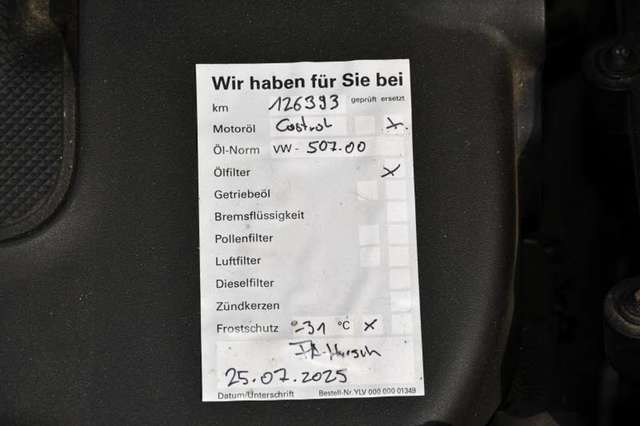 Wir haben für Sie bei
km 126393 geprüft ersetzt
Motoröl Castrol x
Öl-Norm VW- 507.00
Ölfilter x
Getriebeöl
Bremsflüssigkeit
Pollenfilter
Luftfilter
Dieselfilter
Zündkerzen
Frostschutz -31 °C x
25.07.2025
Datum/Unterschrift Bestell-Nr. YLV 000 000 01349